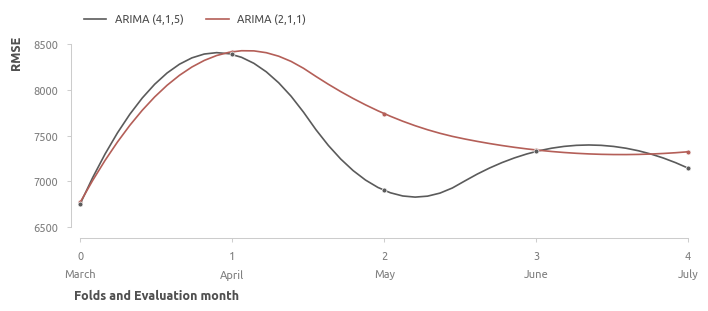 ARIMA (4,1,5) ARIMA (2,1,1)
RMSE
8500
8000
7500
7000
6500
0 1 2 3 4
March April May June July
Folds and Evaluation month